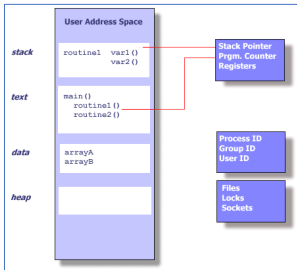 User Address Space
stack
routine1 var1()
var2()
Stack Pointer
Prgm. Counter
Registers
text
main()
routine1()
routine2()
data
arrayA
arrayB
Process ID
Group ID
User ID
heap
Files
Locks
Sockets